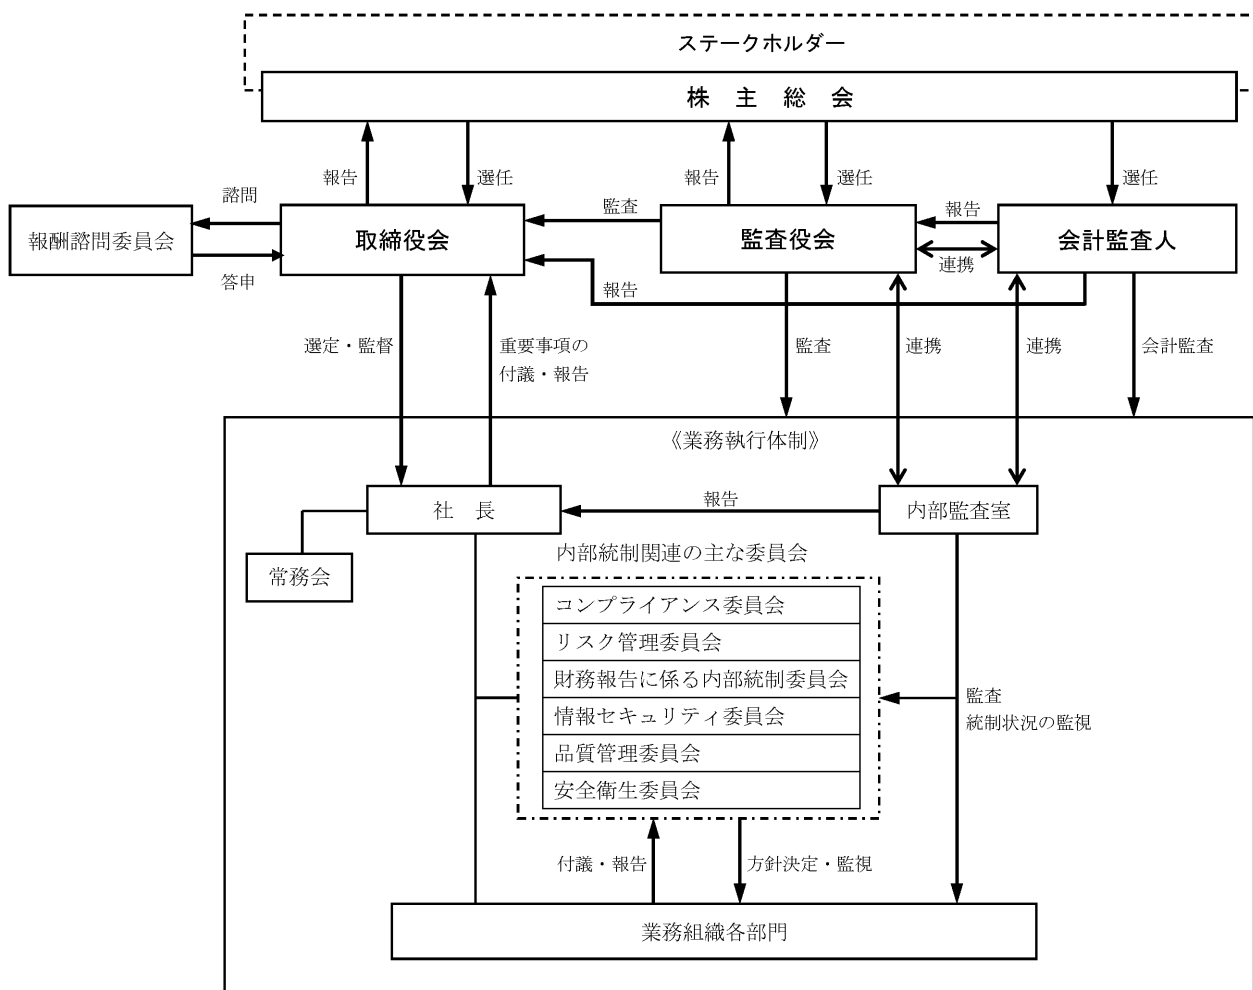 ステークホルダー
株 主 総 会
報告
選任
報告
選任
選任
諮問
監査
報告
報酬諮問委員会
取締役会
監査役会
会計監査人
連携
答申
報告
選定・監督
重要事項の
付議・報告
監査
連携
連携
会計監査
《業務執行体制》
社 長
報告
内部監査室
常務会
内部統制関連の主な委員会
コンプライアンス委員会
リスク管理委員会
財務報告に係る内部統制委員会
情報セキュリティ委員会
品質管理委員会
安全衛生委員会
監査
統制状況の監視
付議・報告
方針決定・監視
業務組織各部門